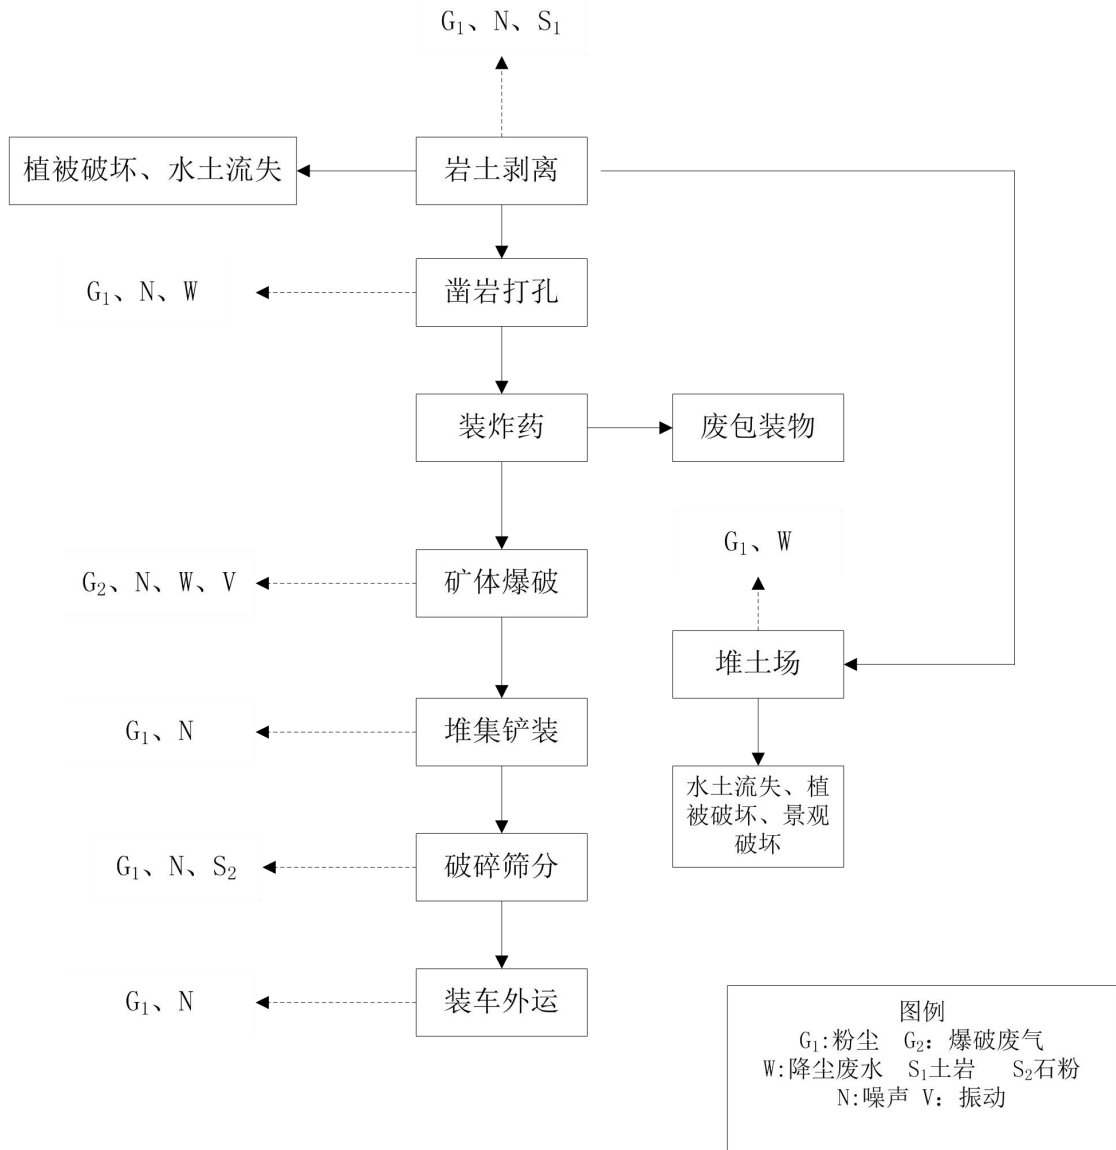 G₁、N、S₁
植被破坏、水土流失
岩土剥离
G₁、N、W
凿岩打孔
装炸药
废包装物
G₁、W
G₂、N、W、V
矿体爆破
堆土场
G₁、N
堆集铲装
水土流失、植
被破坏、景观
破坏
G₁、N、S₂
破碎筛分
G₁、N
装车外运
图例
G₁:粉尘 G₂：爆破废气
W:降尘废水 S₁土岩 S₂石粉
N:噪声 V：振动